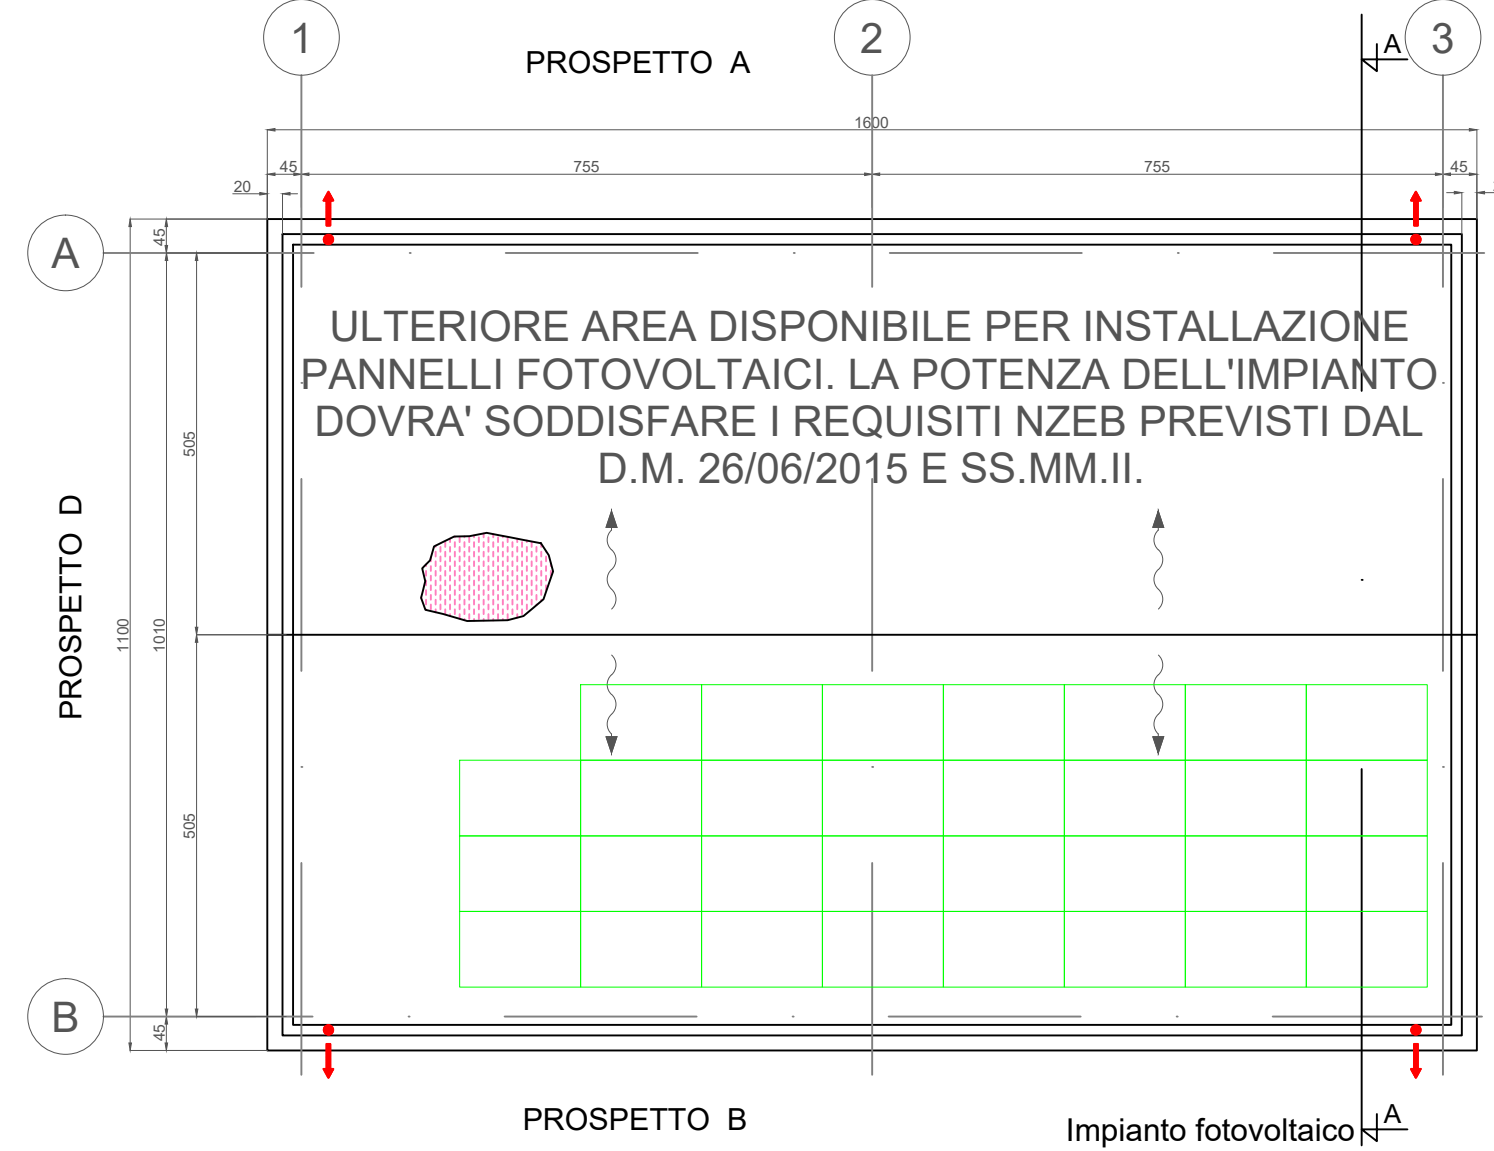 1
2
3
A
PROSPETTO A
1600
45
755
755
45
20
A
45
ULTERIORE AREA DISPONIBILE PER INSTALLAZIONE
PANNELLI FOTOVOLTAICI. LA POTENZA DELL'IMPIANTO
DOVRA' SODDISFARE I REQUISITI NZEB PREVISTI DAL
D.M. 26/06/2015 E SS.MM.II.
505
PROSPETTO D
1100
1010
505
B
45
PROSPETTO B
Impianto fotovoltaico
A